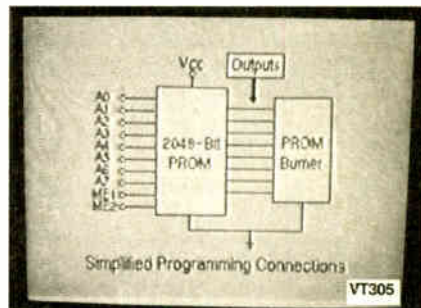 Vcc
Outputs
A0
A1
A2
A3
A4
A5
A6
A7
ME1
ME2
2048-Bit
PROM
PROM
Burner
Simplified Programming Connections
VT305